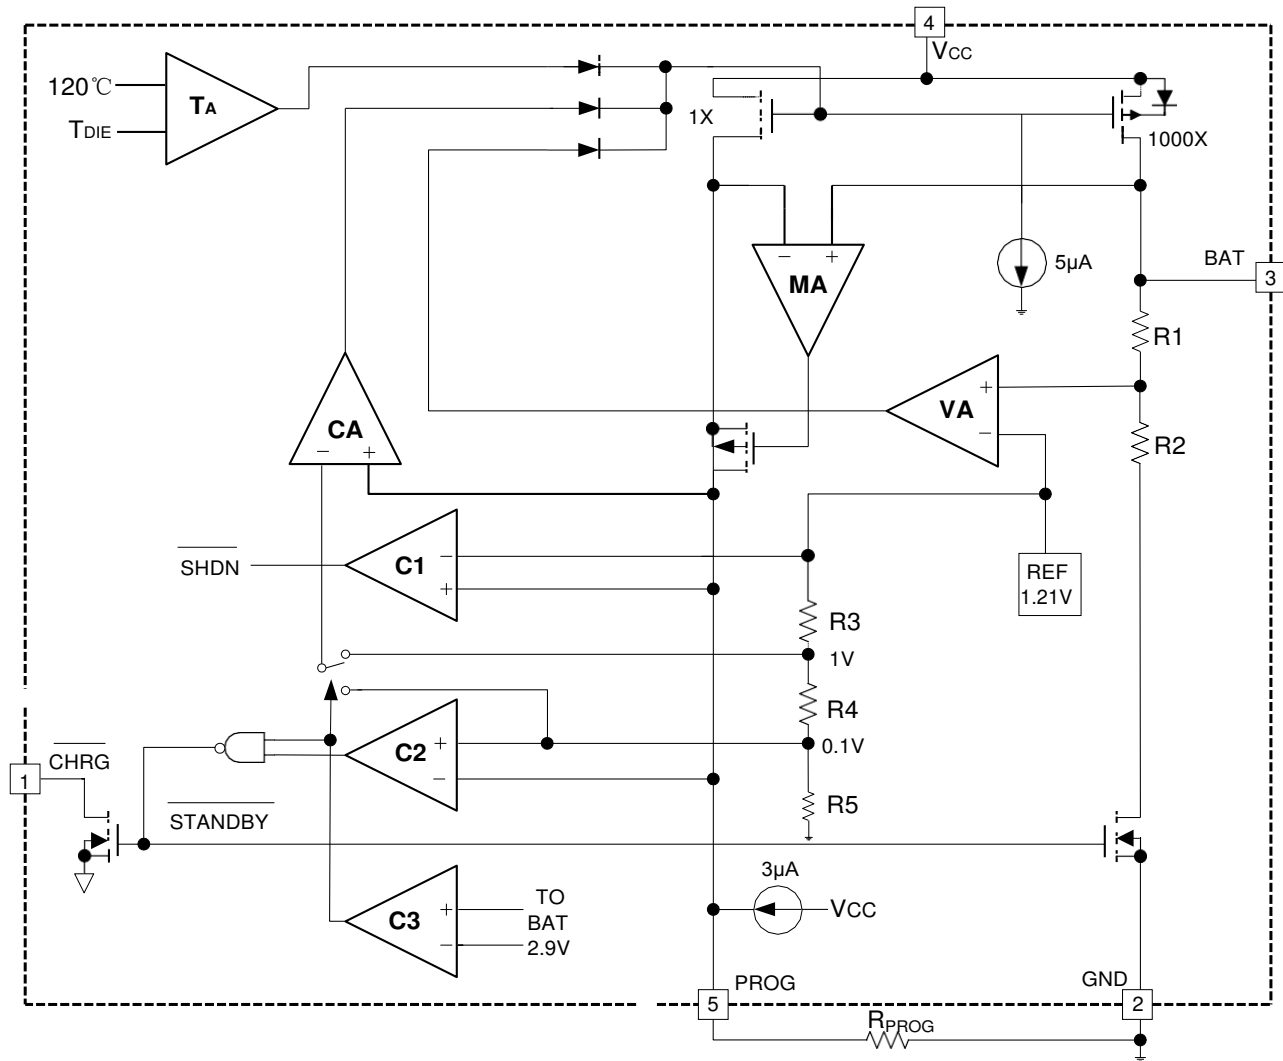 4
VCC
120℃
TA
TDIE
1X
1000X
− +
MA
5µA
BAT
3
R1
+
VA
−
R2
CA
− +
SHDN
−
C1
+
REF
1.21V
R3
1V
R4
0.1V
+
C2
−
R5
CHRG
1
STANDBY
3µA
VCC
+
C3
−
TO
BAT
2.9V
PROG
5
GND
2
RPROG